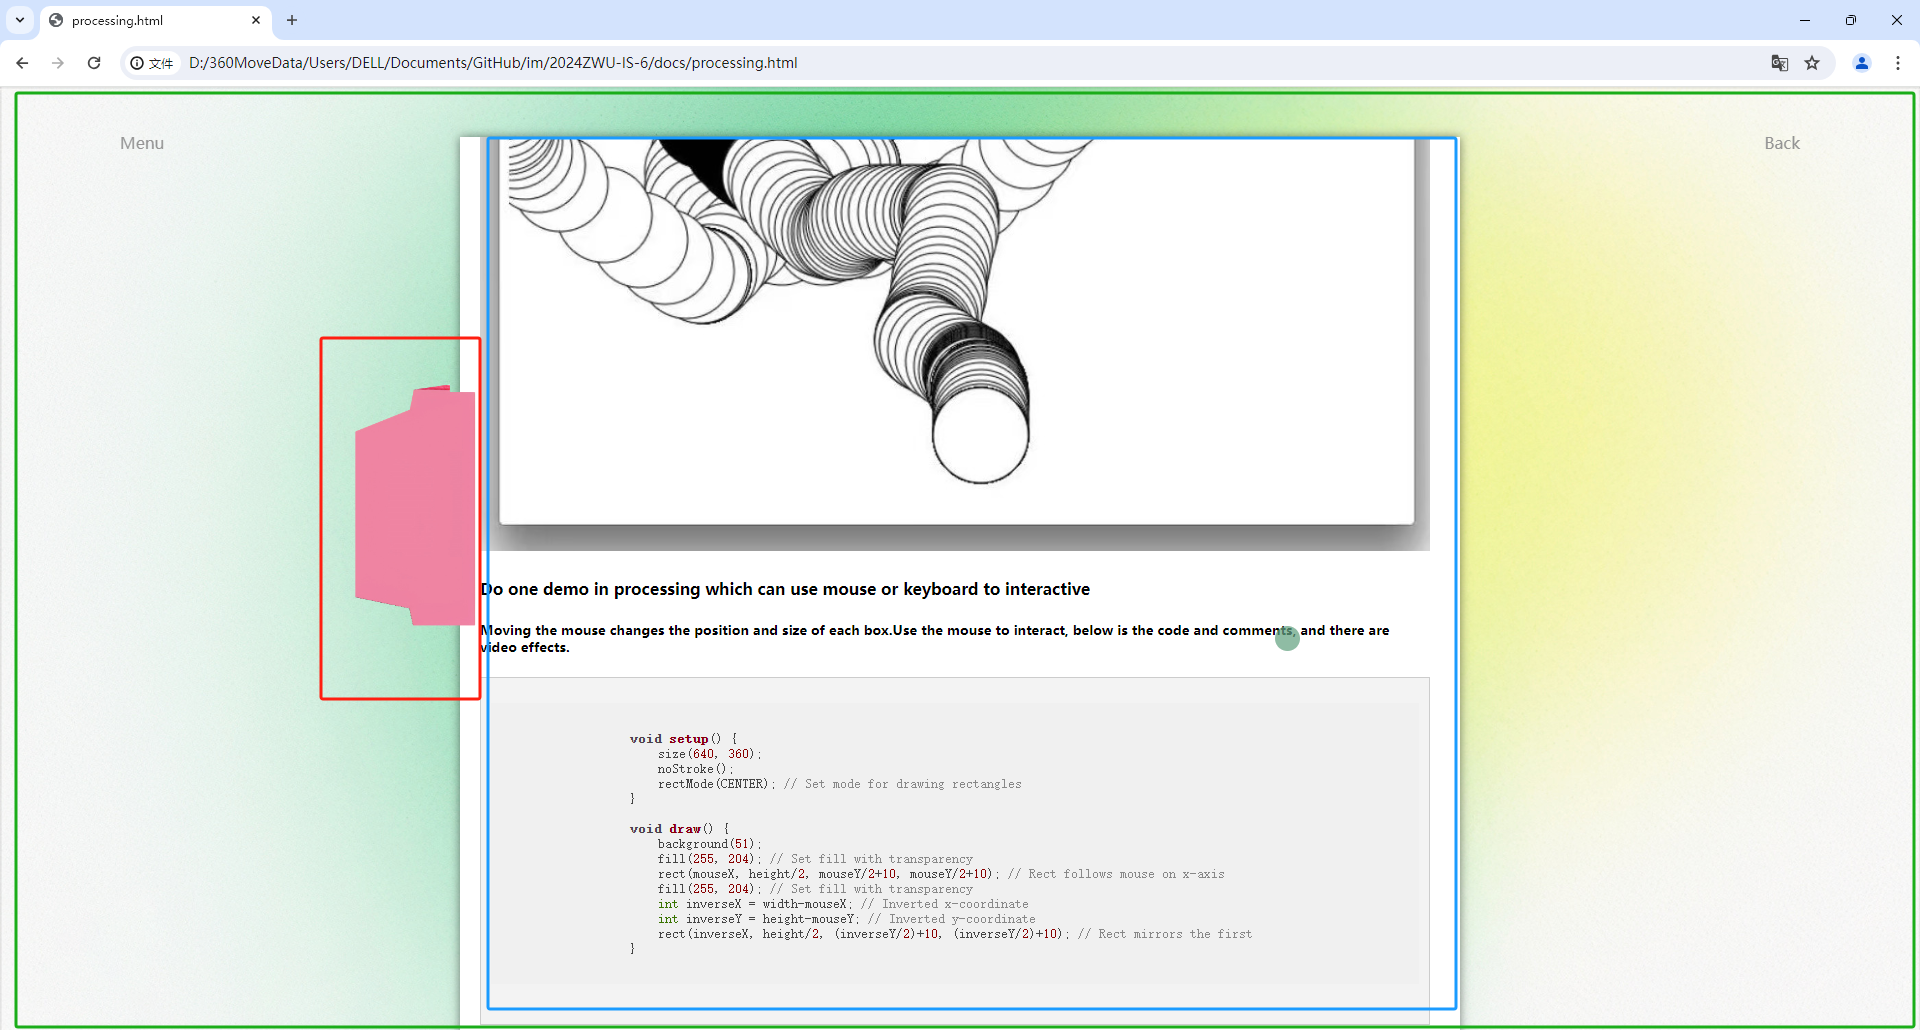 processing.html
文件
D:/360MoveData/Users/DELL/Documents/GitHub/im/2024ZWU-IS-6/docs/processing.html
Menu
Back
Do one demo in processing which can use mouse or keyboard to interactive
Moving the mouse changes the position and size of each box.Use the mouse to interact, below is the code and comments, and there are
video effects.
void setup() {
size(640, 360);
noStroke();
rectMode(CENTER); // Set mode for drawing rectangles
}
void draw() {
background(51);
fill(255, 204); // Set fill with transparency
rect(mouseX, height/2, mouseY/2+10, mouseY/2+10); // Rect follows mouse on x-axis
fill(255, 204); // Set fill with transparency
int inverseX = width-mouseX; // Inverted x-coordinate
int inverseY = height-mouseY; // Inverted y-coordinate
rect(inverseX, height/2, (inverseY/2)+10, (inverseY/2)+10); // Rect mirrors the first
}